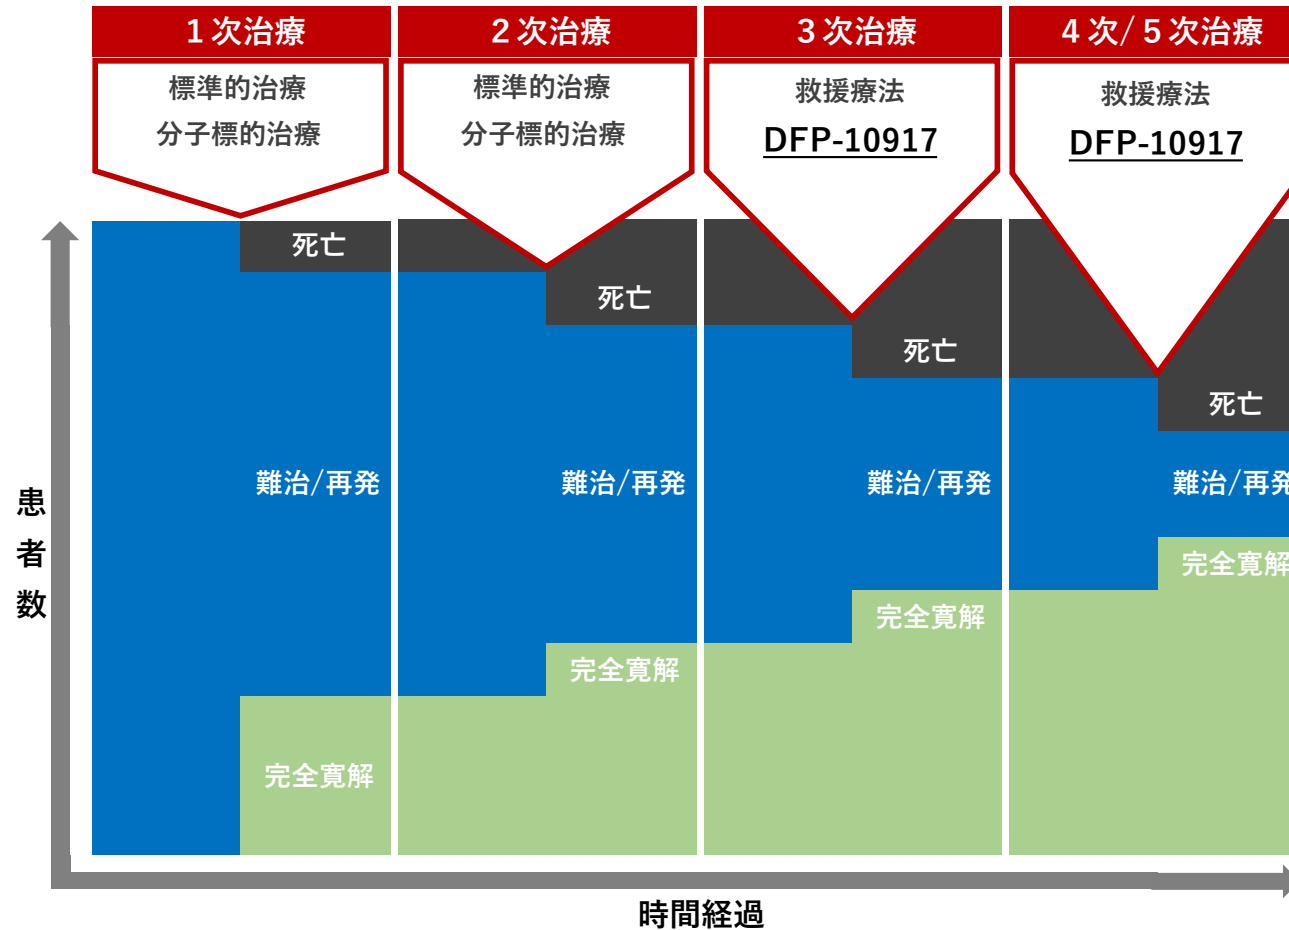 1次治療
2次治療
3次治療
4次/5次治療
標準的治療
分子標的治療
標準的治療
分子標的治療
救援療法
DFP-10917
救援療法
DFP-10917
死亡
死亡
死亡
死亡
難治/再発
難治/再発
難治/再発
難治/再発
完全寛解
完全寛解
完全寛解
完全寛解
患者数
時間経過